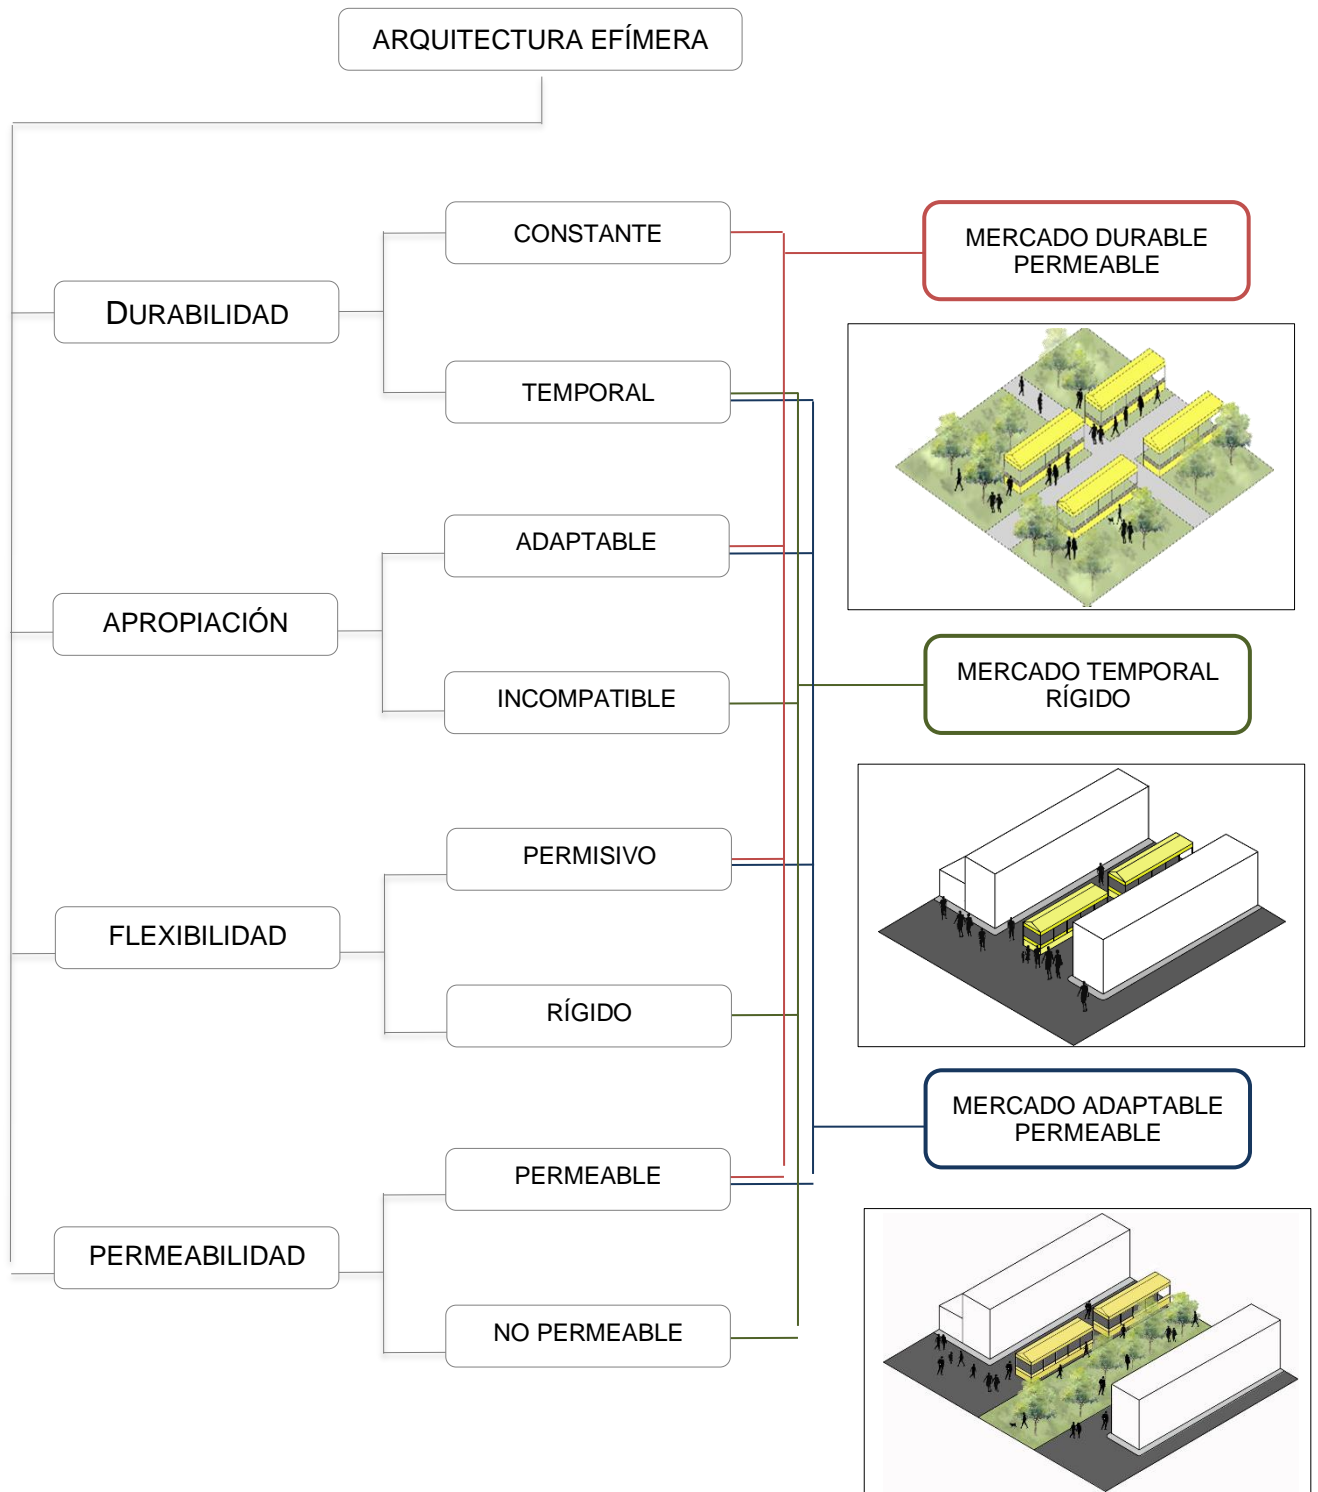 ARQUITECTURA EFÍMERA
DURABILIDAD
CONSTANTE
TEMPORAL
APROPIACIÓN
ADAPTABLE
INCOMPATIBLE
FLEXIBILIDAD
PERMISIVO
RÍGIDO
PERMEABILIDAD
PERMEABLE
NO PERMEABLE
MERCADO DURABLE
PERMEABLE
MERCADO TEMPORAL
RÍGIDO
MERCADO ADAPTABLE
PERMEABLE